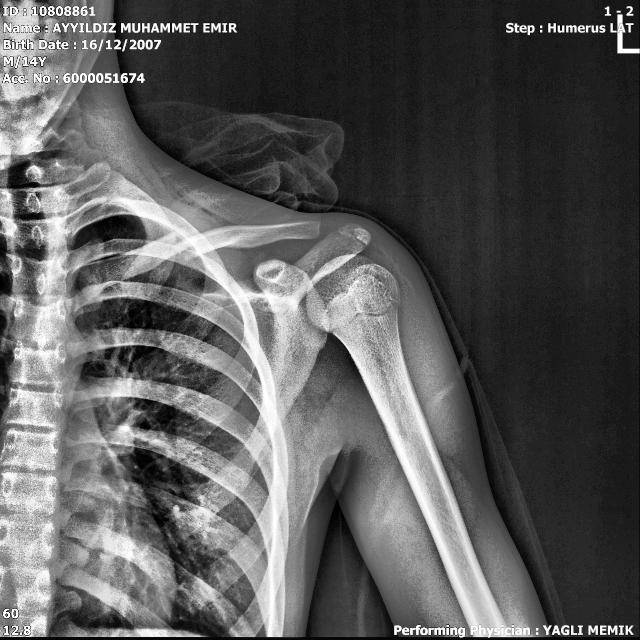 ID : 10808861
Name : AYYILDIZ MUHAMMET EMIR
Birth Date : 16/12/2007
M/14Y
Acc. No : 6000051674
1 - 2
Step : Humerus LAT
L
60
12.8
Performing Physician : YAGLI MEMIK